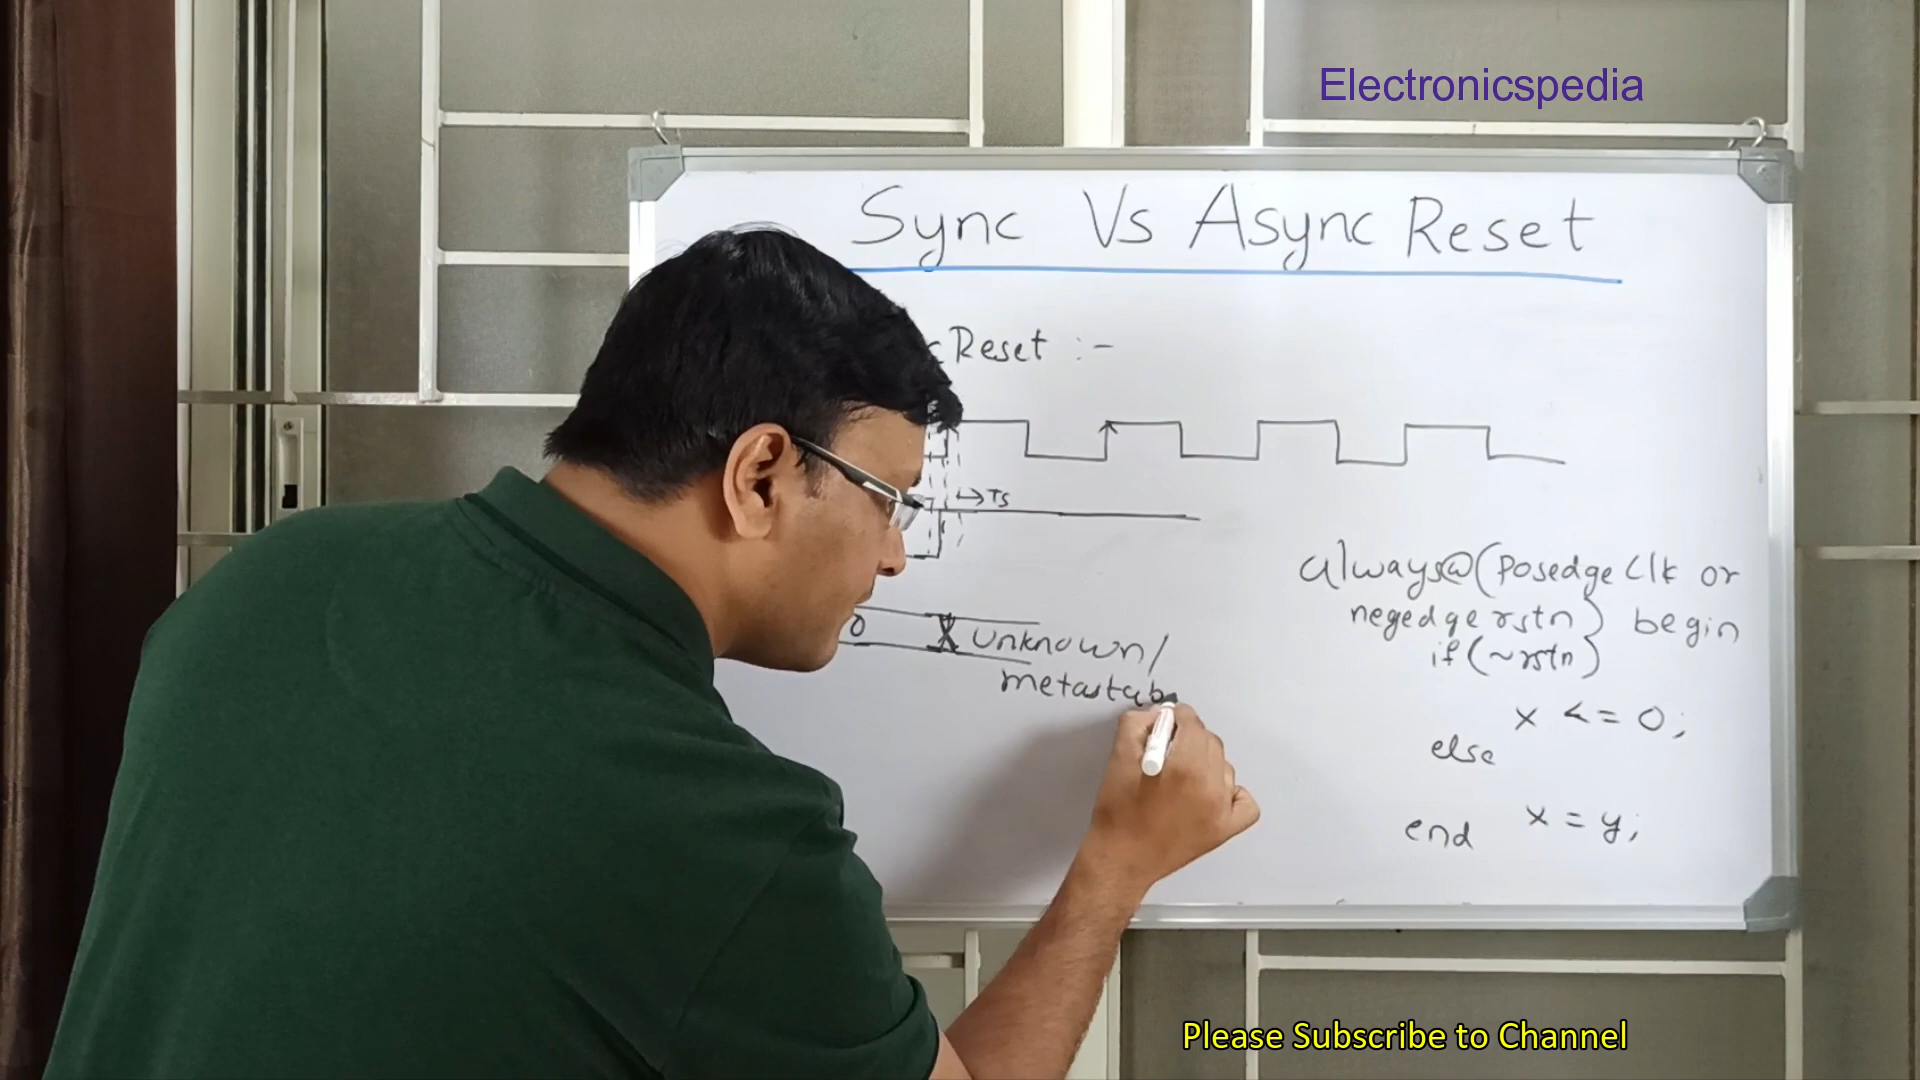 Electronicspedia
Sync Vs Async Reset
Reset :-
→Ts
0
X unknown/
metastab
always@(posedge clk or
negedge rstn) begin
if (~rstn)
x <= 0;
else
x = y;
end
Please Subscribe to Channel